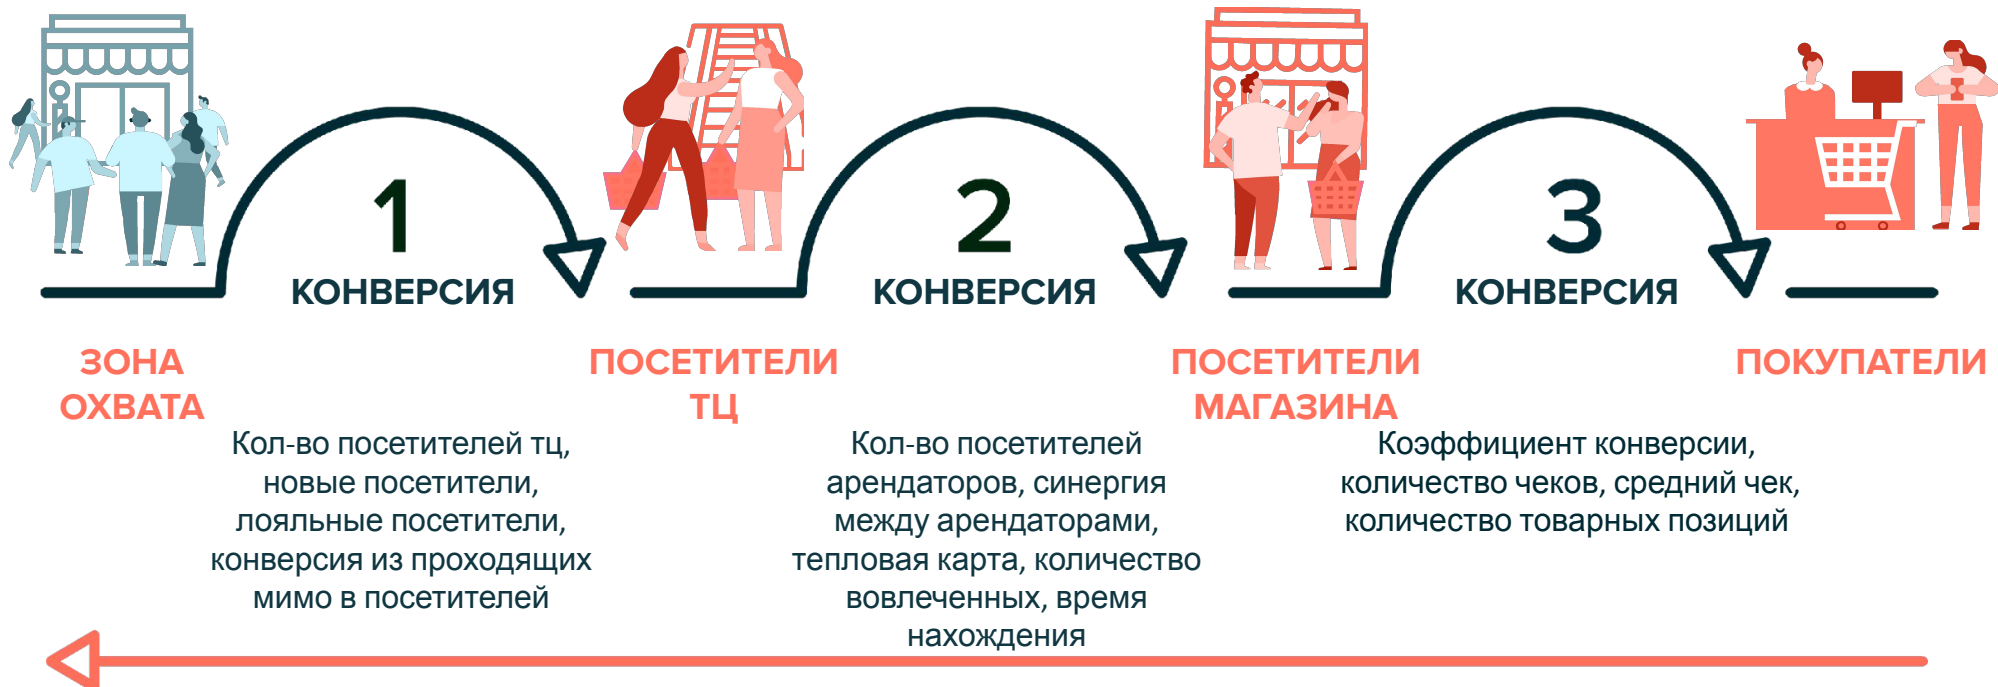 1
КОНВЕРСИЯ
2
КОНВЕРСИЯ
3
КОНВЕРСИЯ
ЗОНА
ОХВАТА
ПОСЕТИТЕЛИ
ТЦ
ПОСЕТИТЕЛИ
МАГАЗИНА
ПОКУПАТЕЛИ
Кол-во посетителей тц,
новые посетители,
лояльные посетители,
конверсия из проходящих
мимо в посетителей
Кол-во посетителей
арендаторов, синергия
между арендаторами,
тепловая карта, количество
вовлеченных, время
нахождения
Коэффициент конверсии,
количество чеков, средний чек,
количество товарных позиций